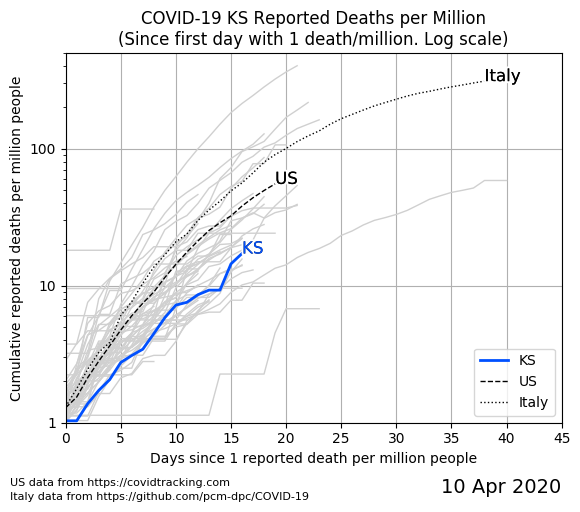 COVID-19 KS Reported Deaths per Million
(Since first day with 1 death/million. Log scale)
Cumulative reported deaths per million people
100
10
1
Italy
US
KS
KS
US
Italy
0 5 10 15 20 25 30 35 40 45
Days since 1 reported death per million people
US data from https://covidtracking.com
Italy data from https://github.com/pcm-dpc/COVID-19
10 Apr 2020